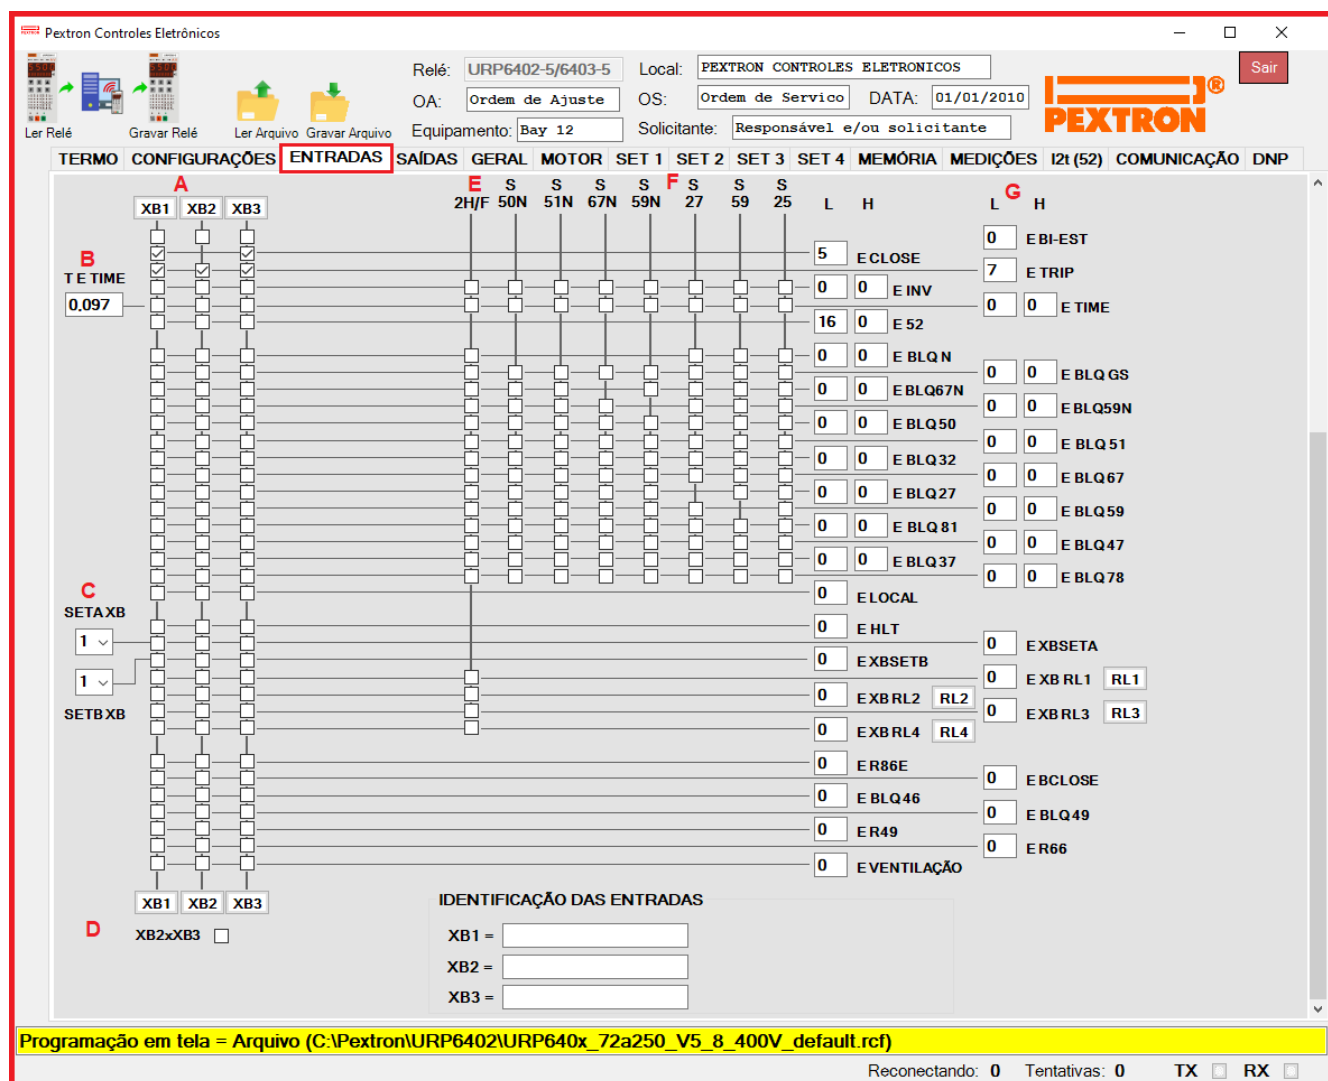 Pextron Controles Eletrônicos
Relé: URP6402-5/6403-5 Local: PEXTRON CONTROLES ELETRONICOS Sair
OA: Ordem de Ajuste OS: Ordem de Servico DATA: 01/01/2010
Ler Relé Gravar Relé Ler Arquivo Gravar Arquivo Equipamento: Bay 12 Solicitante: Responsável e/ou solicitante PEXTRON ®
TERMO CONFIGURAÇÕES ENTRADAS SAÍDAS GERAL MOTOR SET 1 SET 2 SET 3 SET 4 MEMÓRIA MEDIÇÕES I2t (52) COMUNICAÇÃO DNP
A E S S S S F S S S G
XB1 XB2 XB3 2H/F 50N 51N 67N 59N 27 59 25 L H L H
0 E BI-EST
B 5 E CLOSE
T E TIME 7 E TRIP
0 0 E INV
0,097 0 0 E TIME
16 0 E 52
0 0 E BLQ N
0 0 E BLQ GS
0 0 E BLQ67N
0 0 E BLQ59N
0 0 E BLQ50
0 0 E BLQ 51
0 0 E BLQ32
0 0 E BLQ67
0 0 E BLQ27
0 0 E BLQ59
0 0 E BLQ 81
0 0 E BLQ47
0 0 E BLQ37
0 0 E BLQ78
C 0 E LOCAL
SETA XB
0 E HLT
1 0 E XBSETA
0 E XBSETB
1 0 E XB RL1 RL1
0 E XB RL2 RL2
SETB XB 0 E XB RL3 RL3
0 E XB RL4 RL4
0 E R86E
0 E BCLOSE
0 E BLQ46
0 E BLQ49
0 E R49
0 E R66
0 E VENTILAÇÃO
XB1 XB2 XB3 IDENTIFICAÇÃO DAS ENTRADAS
D XB2xXB3 XB1 =
XB2 =
XB3 =
Programação em tela = Arquivo (C:\Pextron\URP6402\URP640x_72a250_V5_8_400V_default.rcf)
Reconectando: 0 Tentativas: 0 TX RX